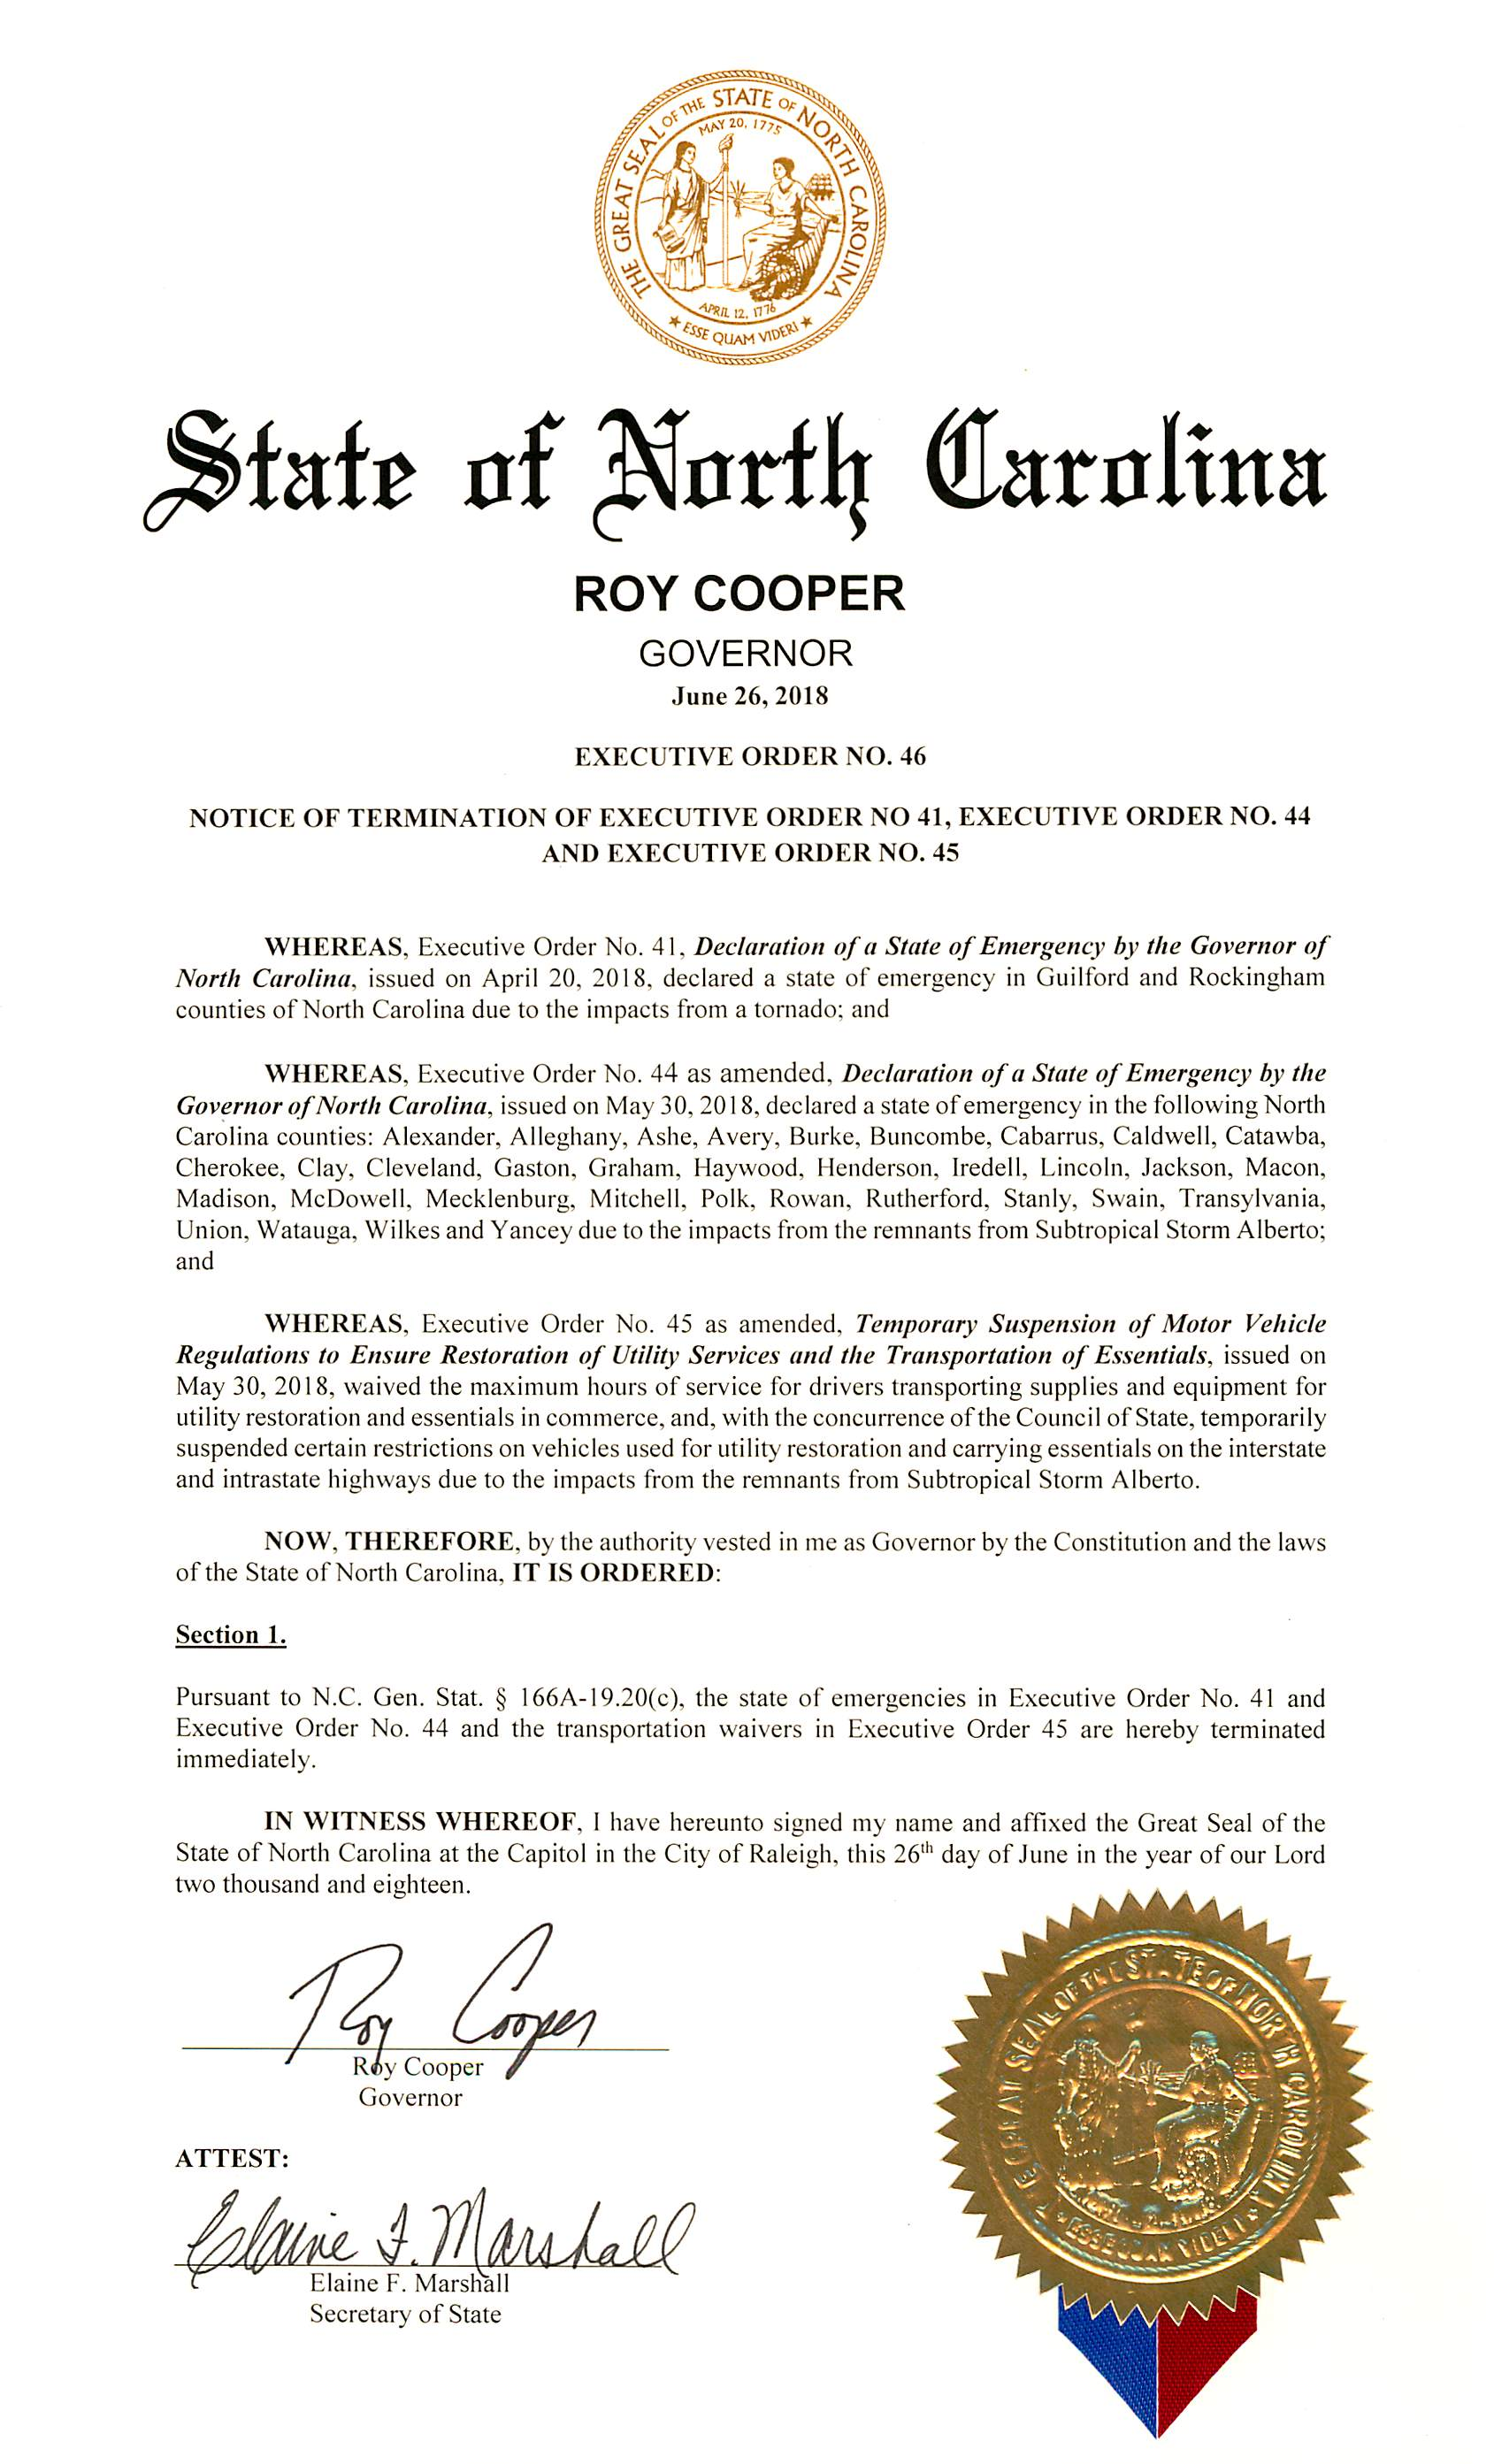 THE GREAT SEAL OF THE STATE OF NORTH CAROLINA
MAY 20, 1775
APRIL 12, 1776
★ ESSE QUAM VIDERI ★
State of North Carolina
ROY COOPER
GOVERNOR
June 26, 2018
EXECUTIVE ORDER NO. 46
NOTICE OF TERMINATION OF EXECUTIVE ORDER NO 41, EXECUTIVE ORDER NO. 44
AND EXECUTIVE ORDER NO. 45
WHEREAS, Executive Order No. 41, Declaration of a State of Emergency by the Governor of
North Carolina, issued on April 20, 2018, declared a state of emergency in Guilford and Rockingham
counties of North Carolina due to the impacts from a tornado; and
WHEREAS, Executive Order No. 44 as amended, Declaration of a State of Emergency by the
Governor of North Carolina, issued on May 30, 2018, declared a state of emergency in the following North
Carolina counties: Alexander, Alleghany, Ashe, Avery, Burke, Buncombe, Cabarrus, Caldwell, Catawba,
Cherokee, Clay, Cleveland, Gaston, Graham, Haywood, Henderson, Iredell, Lincoln, Jackson, Macon,
Madison, McDowell, Mecklenburg, Mitchell, Polk, Rowan, Rutherford, Stanly, Swain, Transylvania,
Union, Watauga, Wilkes and Yancey due to the impacts from the remnants from Subtropical Storm Alberto;
and
WHEREAS, Executive Order No. 45 as amended, Temporary Suspension of Motor Vehicle
Regulations to Ensure Restoration of Utility Services and the Transportation of Essentials, issued on
May 30, 2018, waived the maximum hours of service for drivers transporting supplies and equipment for
utility restoration and essentials in commerce, and, with the concurrence of the Council of State, temporarily
suspended certain restrictions on vehicles used for utility restoration and carrying essentials on the interstate
and intrastate highways due to the impacts from the remnants from Subtropical Storm Alberto.
NOW, THEREFORE, by the authority vested in me as Governor by the Constitution and the laws
of the State of North Carolina, IT IS ORDERED:
Section 1.
Pursuant to N.C. Gen. Stat. § 166A-19.20(c), the state of emergencies in Executive Order No. 41 and
Executive Order No. 44 and the transportation waivers in Executive Order 45 are hereby terminated
immediately.
IN WITNESS WHEREOF, I have hereunto signed my name and affixed the Great Seal of the
State of North Carolina at the Capitol in the City of Raleigh, this 26th day of June in the year of our Lord
two thousand and eighteen.
Roy Cooper
Roy Cooper
Governor
ATTEST:
Elaine F. Marshall
Elaine F. Marshall
Secretary of State
GREAT SEAL OF THE STATE OF NORTH CAROLINA
ESSE QUAM VIDERI